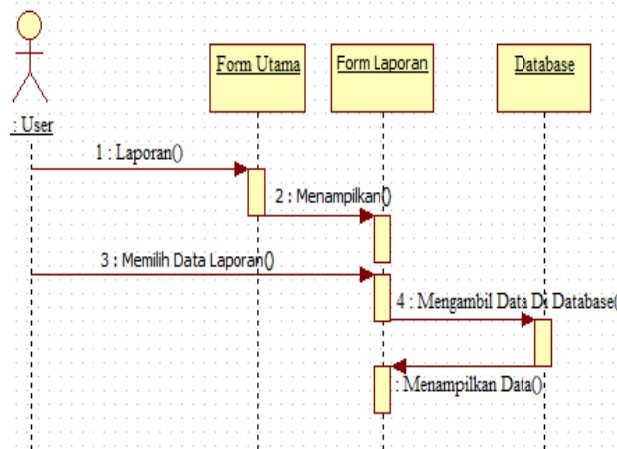 Form Utama
Form Laporan
Database
: User
1 : Laporan()
2 : Menampilkan()
3 : Memilih Data Laporan()
4 : Mengambil Data Di Database(
: Menampilkan Data()